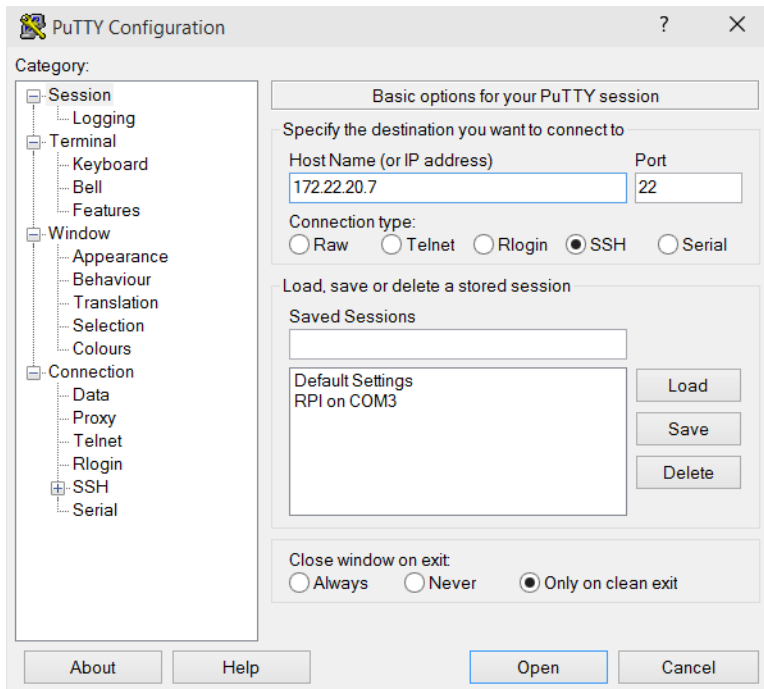 PuTTY Configuration ? ×
Category:
Session
Logging
Terminal
Keyboard
Bell
Features
Window
Appearance
Behaviour
Translation
Selection
Colours
Connection
Data
Proxy
Telnet
Rlogin
SSH
Serial
Basic options for your PuTTY session
Specify the destination you want to connect to
Host Name (or IP address) Port
172.22.20.7 22
Connection type:
Raw Telnet Rlogin SSH Serial
Load, save or delete a stored session
Saved Sessions
Default Settings
RPI on COM3
Load
Save
Delete
Close window on exit:
Always Never Only on clean exit
About Help Open Cancel